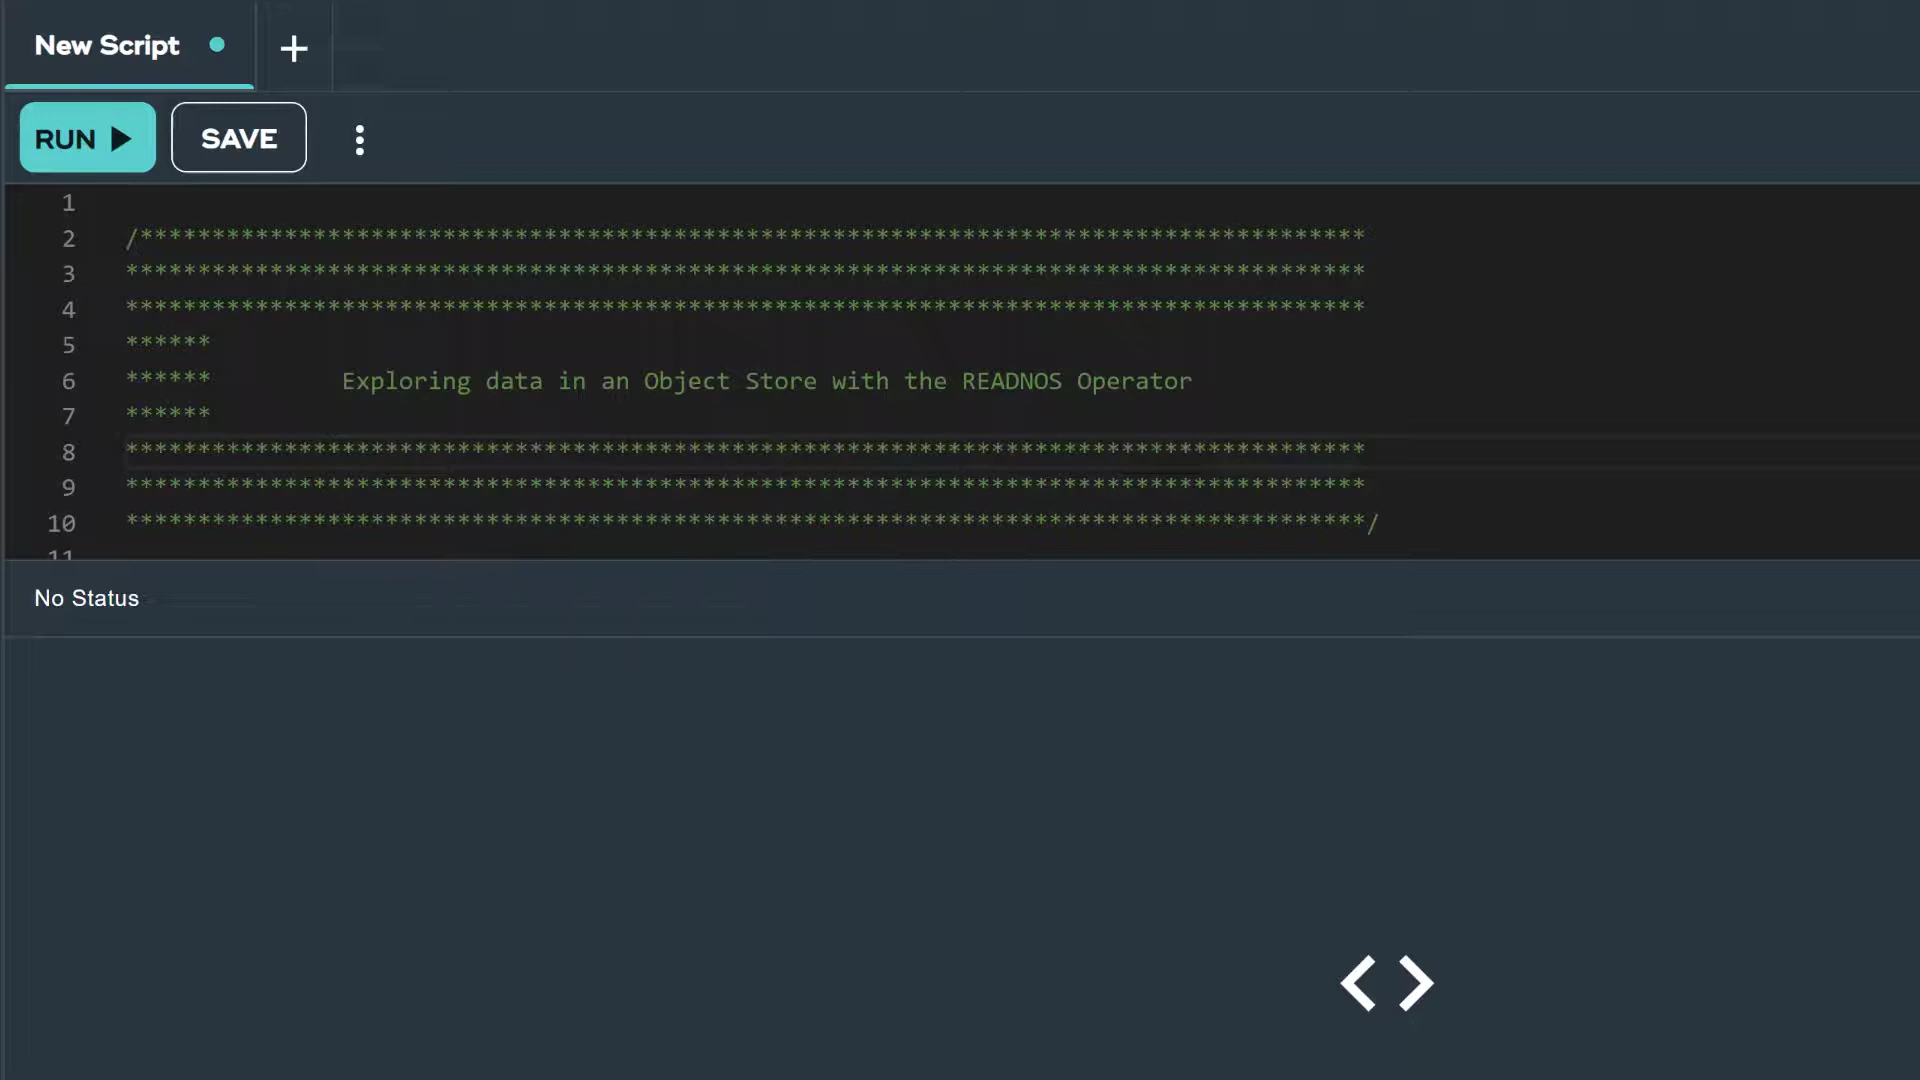 New Script
+
RUN
SAVE
1
2 /*************************************************************************************
3 **************************************************************************************
4 **************************************************************************************
5 ******
6 ****** Exploring data in an Object Store with the READNOS Operator
7 ******
8 **************************************************************************************
9 **************************************************************************************
10 **************************************************************************************/
11
No Status
< >